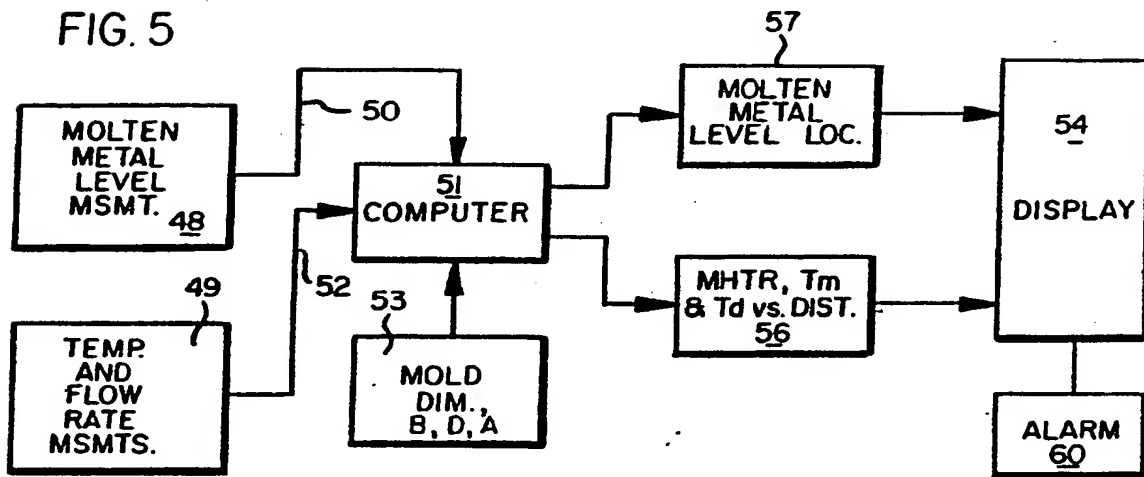 FIG. 5
MOLTEN
METAL
LEVEL
MSMT.
48
50
TEMP.
AND
FLOW
RATE
MSMTS.
49
52
51
COMPUTER
53
MOLD
DIM.,
B, D, A
57
MOLTEN
METAL
LEVEL LOC.
MHTR, Tm
& Td vs. DIST.
56
54
DISPLAY
ALARM
60